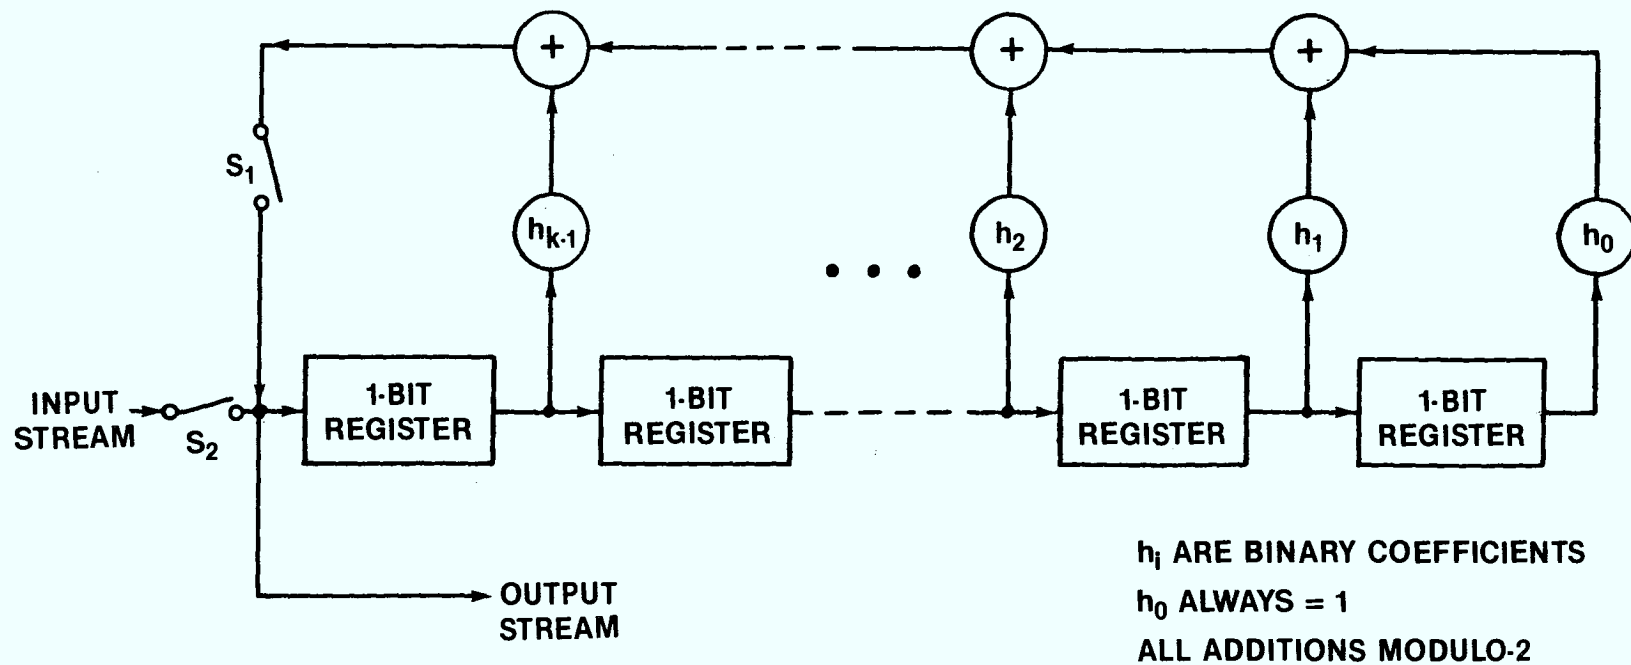 +
+
+
S₁
hₖ₋₁
h₂
h₁
h₀
INPUT
STREAM
S₂
1-BIT
REGISTER
1-BIT
REGISTER
1-BIT
REGISTER
1-BIT
REGISTER
OUTPUT
STREAM
hᵢ ARE BINARY COEFFICIENTS
h₀ ALWAYS = 1
ALL ADDITIONS MODULO-2